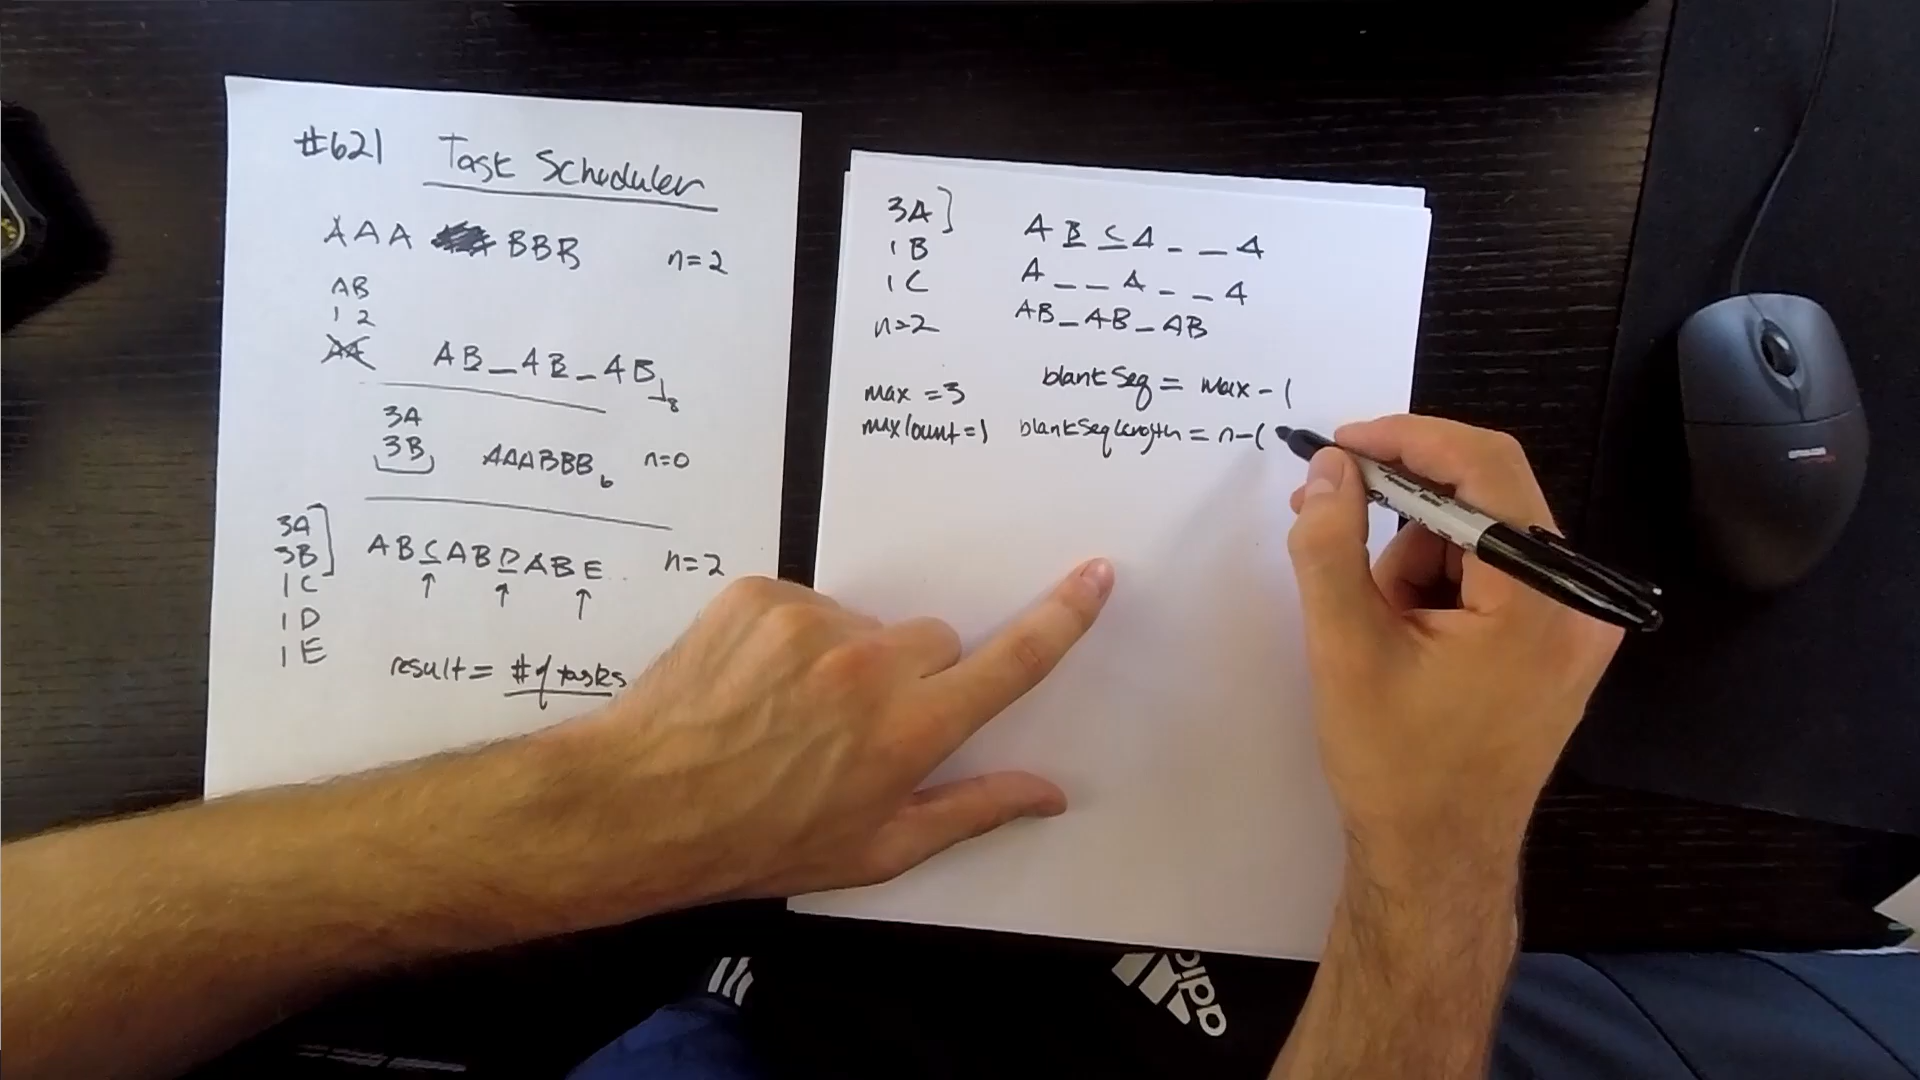 #621 Task Scheduler
AAA BBB n=2
AB
1 2
AA
AB_AB_AB 8
3A
3B
AAABBB 6 n=0
3A
3B
1C
1D
1E
ABCABDABE.. n=2
↑ ↑ ↑
result = # of tasks
3A]
1B
1C
n=2
A B C A _ _ A
A _ _ A _ _ A
AB_AB_AB
max = 3
maxCount=1
blankSeq = max - 1
blankSeqLength = n-(
adidas